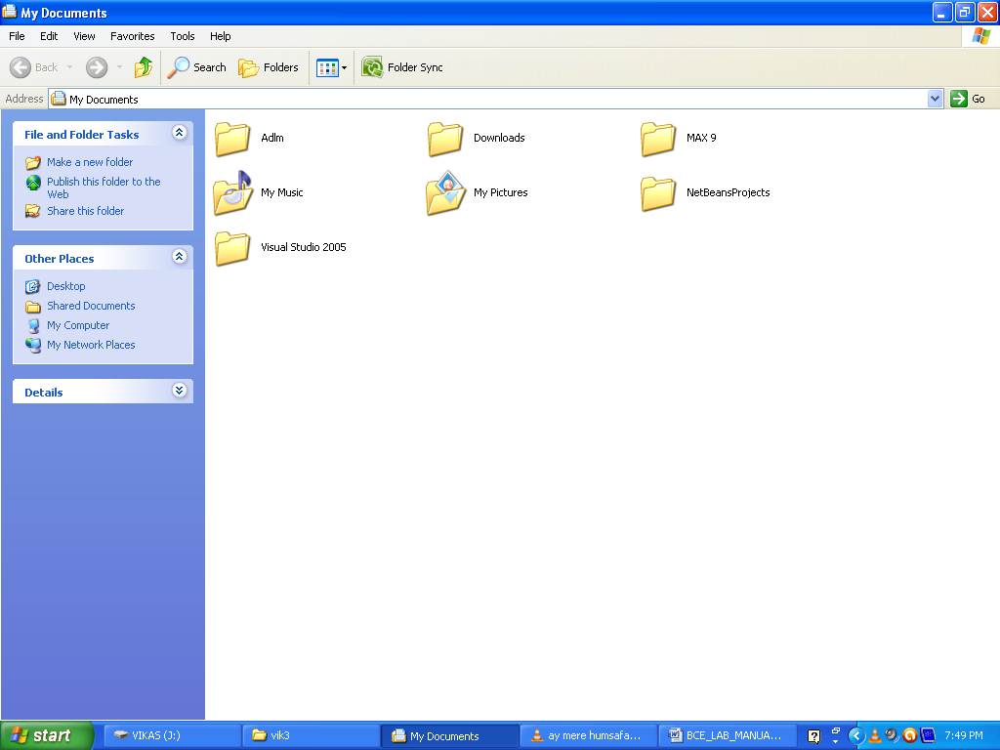 My Documents
File Edit View Favorites Tools Help
Back Search Folders Folder Sync
Address My Documents Go
File and Folder Tasks
Make a new folder
Publish this folder to the
Web
Share this folder
Other Places
Desktop
Shared Documents
My Computer
My Network Places
Details
Adlm Downloads MAX 9
My Music My Pictures NetBeansProjects
Visual Studio 2005
start VIKAS (J:) vik3 My Documents ay mere humsafa... BCE_LAB_MANUA... 7:49 PM